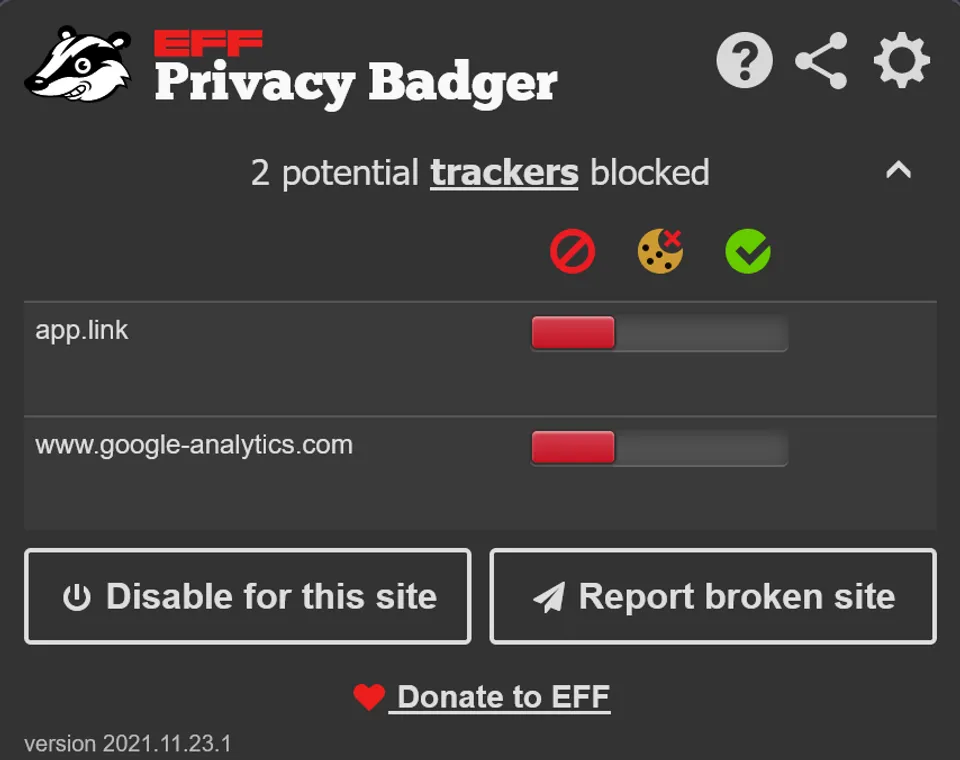 EFF
Privacy Badger
2 potential trackers blocked
app.link
www.google-analytics.com
Disable for this site
Report broken site
Donate to EFF
version 2021.11.23.1